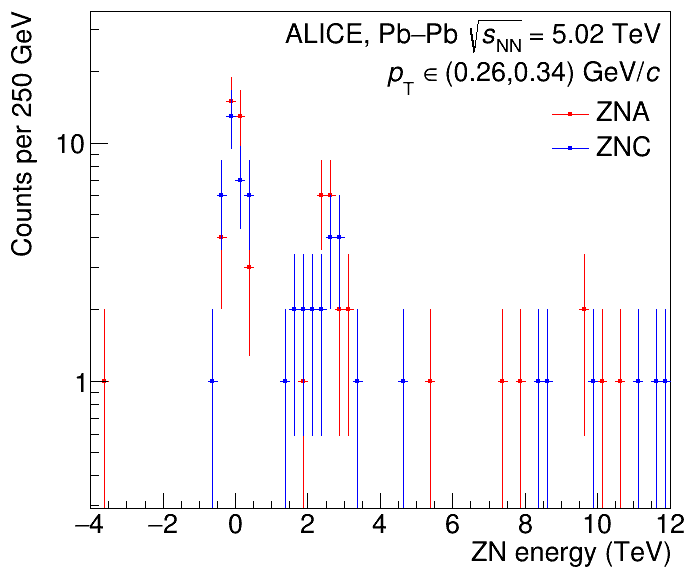 ALICE, Pb–Pb √sNN = 5.02 TeV
pT ∈ (0.26,0.34) GeV/c
ZNA
ZNC
Counts per 250 GeV
10
1
−4 −2 0 2 4 6 8 10 12
ZN energy (TeV)